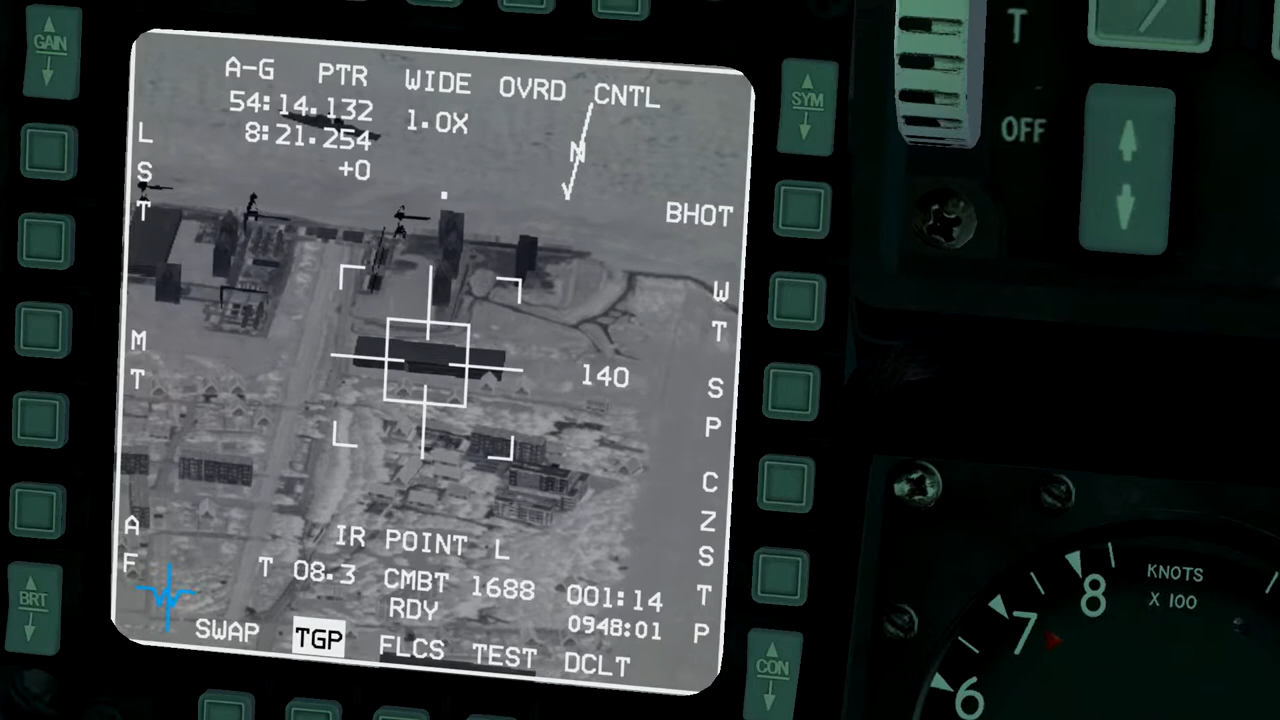 GAIN
A-G PTR WIDE OVRD CNTL
54:14.132
8:21.254
1.0X
+0
N
L
S
T
SYM
T
OFF
BHOT
W
T
M
T
140
S
P
C
Z
A
F
IR POINT L
S
T
P
T 08.3 CMBT 1688 001:14
RDY 0948:01
BRT
SWAP TGP FLCS TEST DCLT
CON
KNOTS
X 100
8
7
6